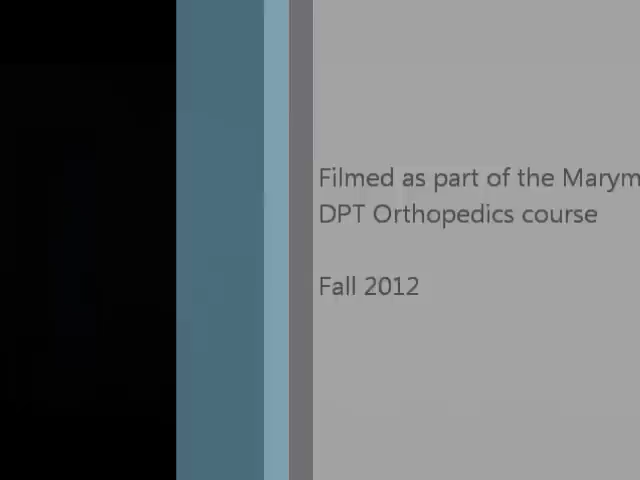 Filmed as part of the Marym
DPT Orthopedics course
Fall 2012